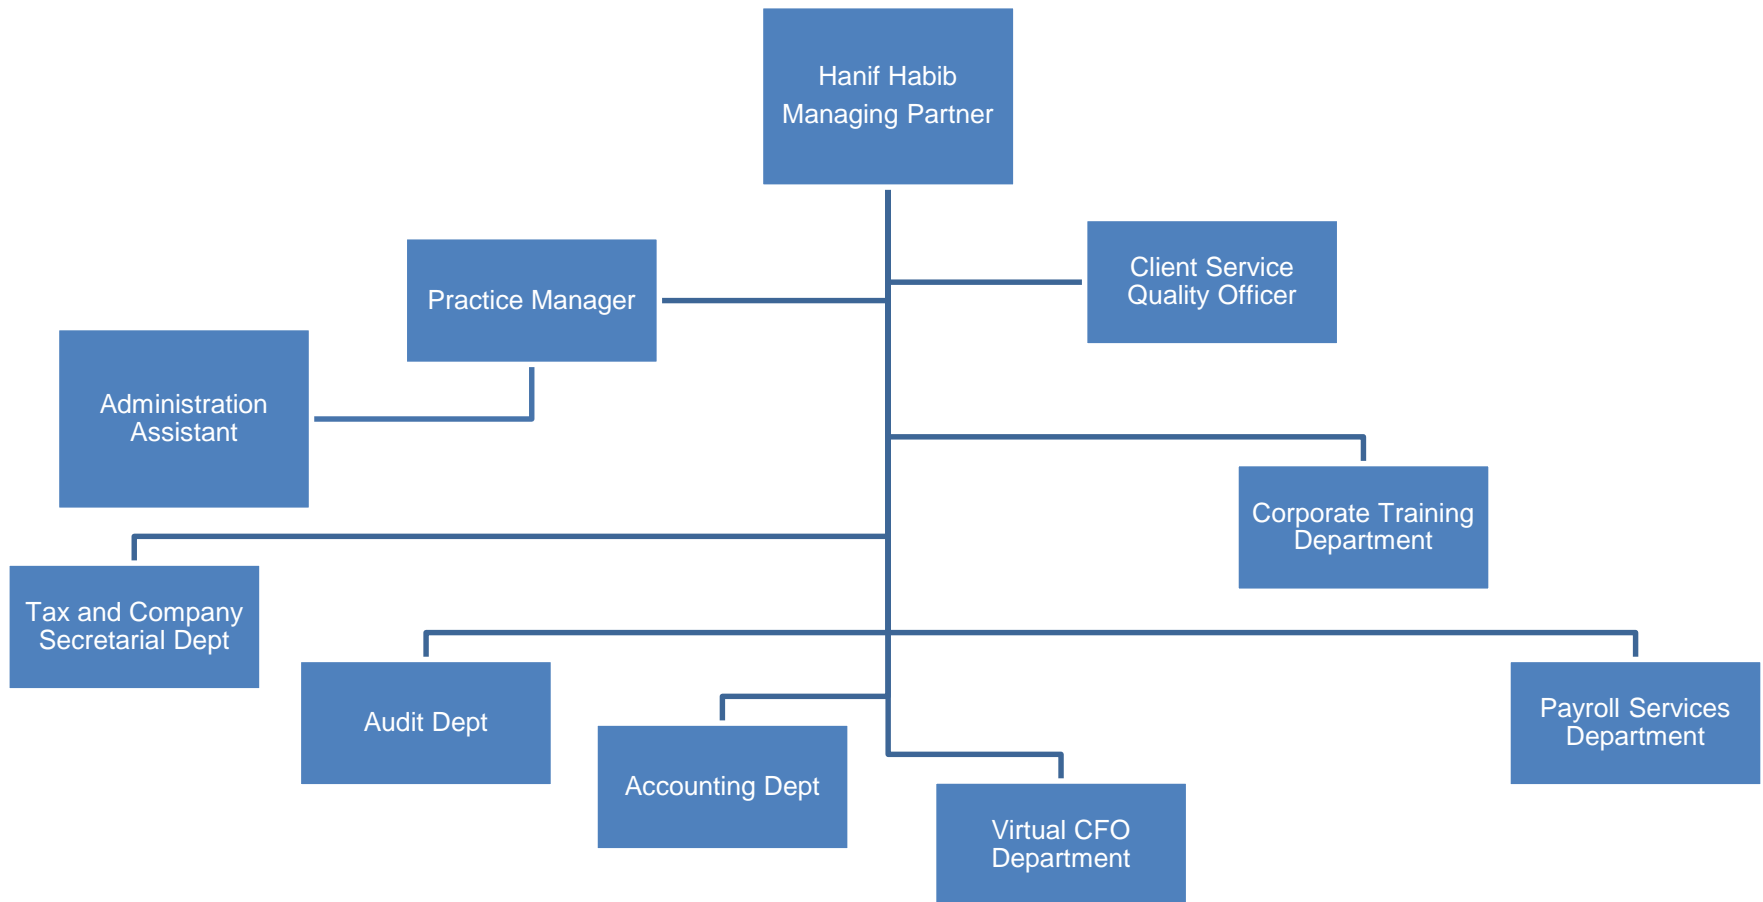 Hanif Habib
Managing Partner
Client Service
Quality Officer
Practice Manager
Administration
Assistant
Corporate Training
Department
Tax and Company
Secretarial Dept
Audit Dept
Payroll Services
Department
Accounting Dept
Virtual CFO
Department